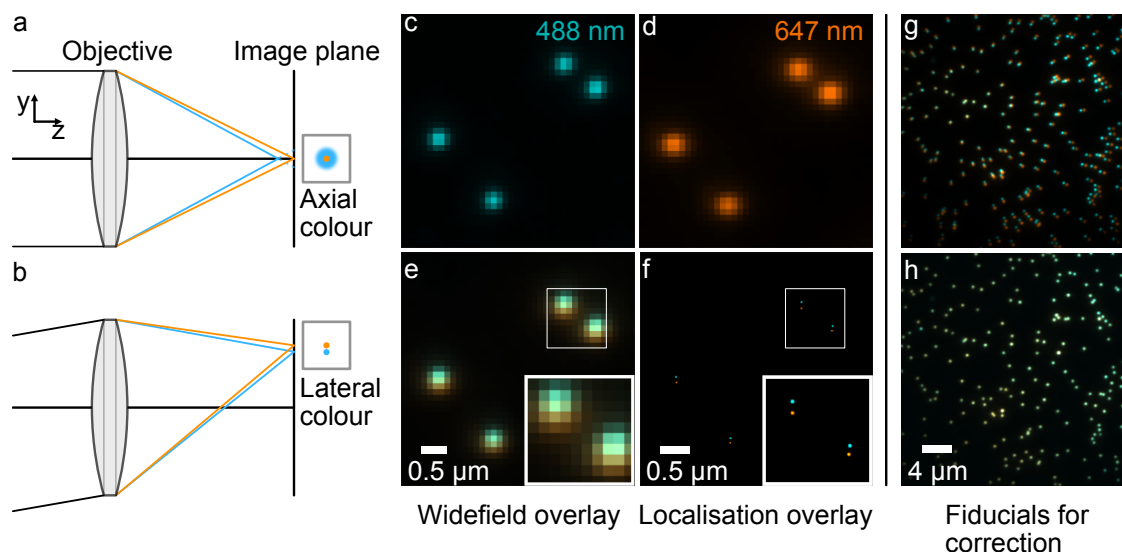 a
Objective
Image plane
y
z
Axial
colour
b
Lateral
colour
c
488 nm
d
647 nm
e
0.5 μm
f
0.5 μm
Widefield overlay
Localisation overlay
g
h
4 μm
Fiducials for
correction